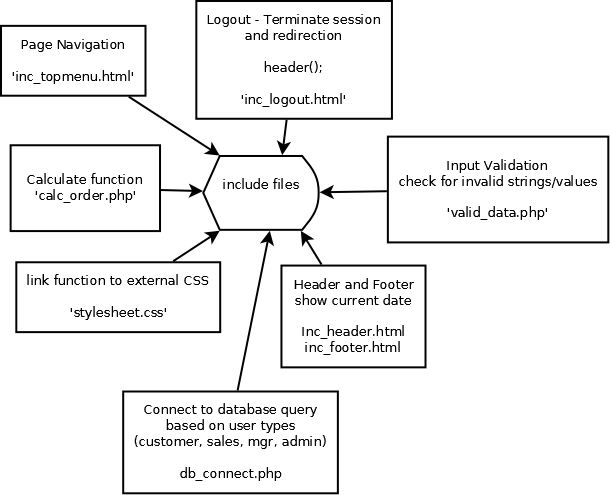 Logout - Terminate session
and redirection
header();
'inc_logout.html'
Page Navigation
'inc_topmenu.html'
Calculate function
'calc_order.php'
include files
Input Validation
check for invalid strings/values
'valid_data.php'
link function to external CSS
'stylesheet.css'
Header and Footer
show current date
Inc_header.html
inc_footer.html
Connect to database query
based on user types
(customer, sales, mgr, admin)
db_connect.php